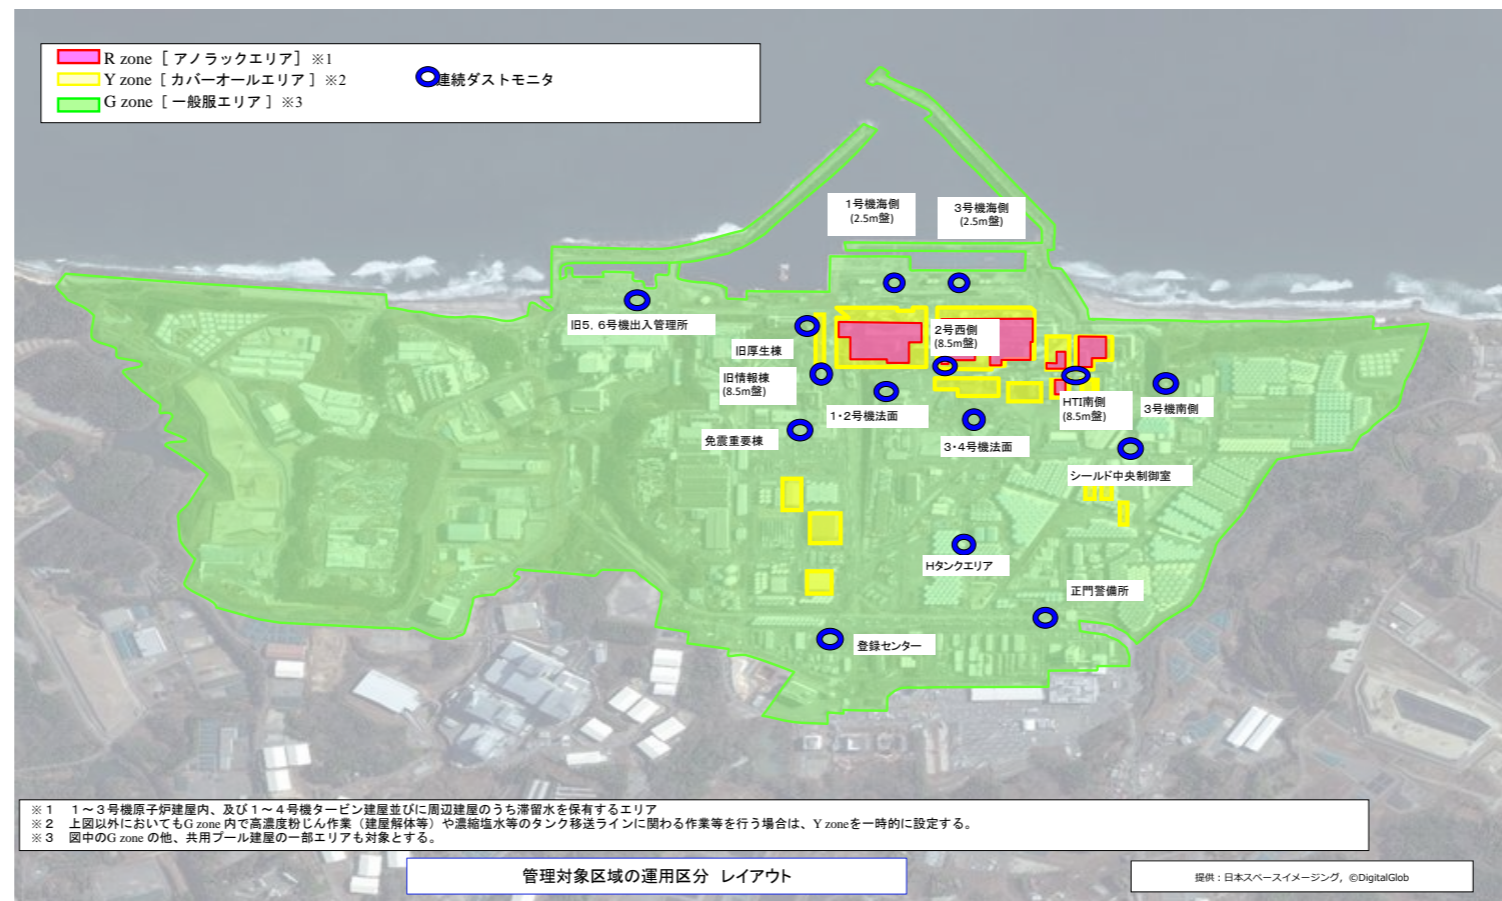 R zone［ アノラックエリア］※1
Y zone［ カバーオールエリア ］※2
G zone［ 一般服エリア ］※3
連続ダストモニタ
1号機海側
(2.5m盤)
3号機海側
(2.5m盤)
旧5．6号機出入管理所
旧厚生棟
2号西側
(8.5m盤)
旧情報棟
(8.5m盤)
1・2号機法面
HTI南側
(8.5m盤)
3号機南側
免震重要棟
3・4号機法面
シールド中央制御室
Hタンクエリア
正門警備所
登録センター
※１　１～３号機原子炉建屋内、及び１～４号機タービン建屋並びに周辺建屋のうち滞留水を保有するエリア
※２　上図以外においてもG zone 内で高濃度粉じん作業（建屋解体等）や濃縮塩水等のタンク移送ラインに関わる作業等を行う場合は、Y zoneを一時的に設定する。
※３　図中のG zone の他、共用プール建屋の一部エリアも対象とする。
管理対象区域の運用区分 レイアウト
提供：日本スペースイメージング，©DigitalGlob